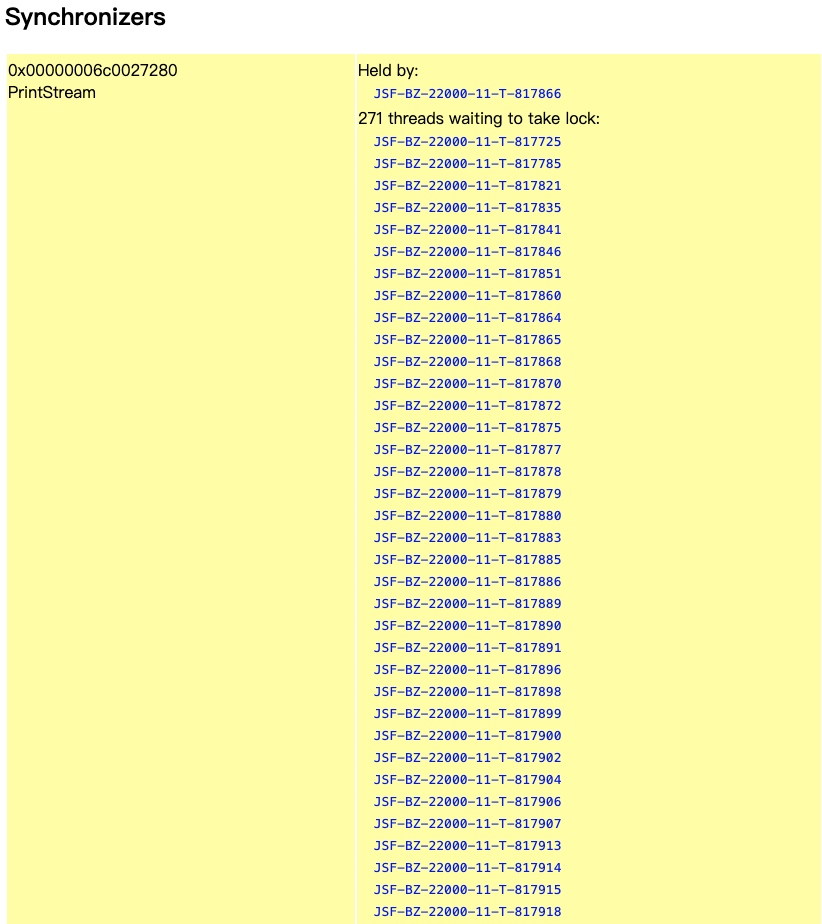 Synchronizers
0x00000006c0027280
PrintStream
Held by:
JSF-BZ-22000-11-T-817866
271 threads waiting to take lock:
JSF-BZ-22000-11-T-817725
JSF-BZ-22000-11-T-817785
JSF-BZ-22000-11-T-817821
JSF-BZ-22000-11-T-817835
JSF-BZ-22000-11-T-817841
JSF-BZ-22000-11-T-817846
JSF-BZ-22000-11-T-817851
JSF-BZ-22000-11-T-817860
JSF-BZ-22000-11-T-817864
JSF-BZ-22000-11-T-817865
JSF-BZ-22000-11-T-817868
JSF-BZ-22000-11-T-817870
JSF-BZ-22000-11-T-817872
JSF-BZ-22000-11-T-817875
JSF-BZ-22000-11-T-817877
JSF-BZ-22000-11-T-817878
JSF-BZ-22000-11-T-817879
JSF-BZ-22000-11-T-817880
JSF-BZ-22000-11-T-817883
JSF-BZ-22000-11-T-817885
JSF-BZ-22000-11-T-817886
JSF-BZ-22000-11-T-817889
JSF-BZ-22000-11-T-817890
JSF-BZ-22000-11-T-817891
JSF-BZ-22000-11-T-817896
JSF-BZ-22000-11-T-817898
JSF-BZ-22000-11-T-817899
JSF-BZ-22000-11-T-817900
JSF-BZ-22000-11-T-817902
JSF-BZ-22000-11-T-817904
JSF-BZ-22000-11-T-817906
JSF-BZ-22000-11-T-817907
JSF-BZ-22000-11-T-817913
JSF-BZ-22000-11-T-817914
JSF-BZ-22000-11-T-817915
JSF-BZ-22000-11-T-817918